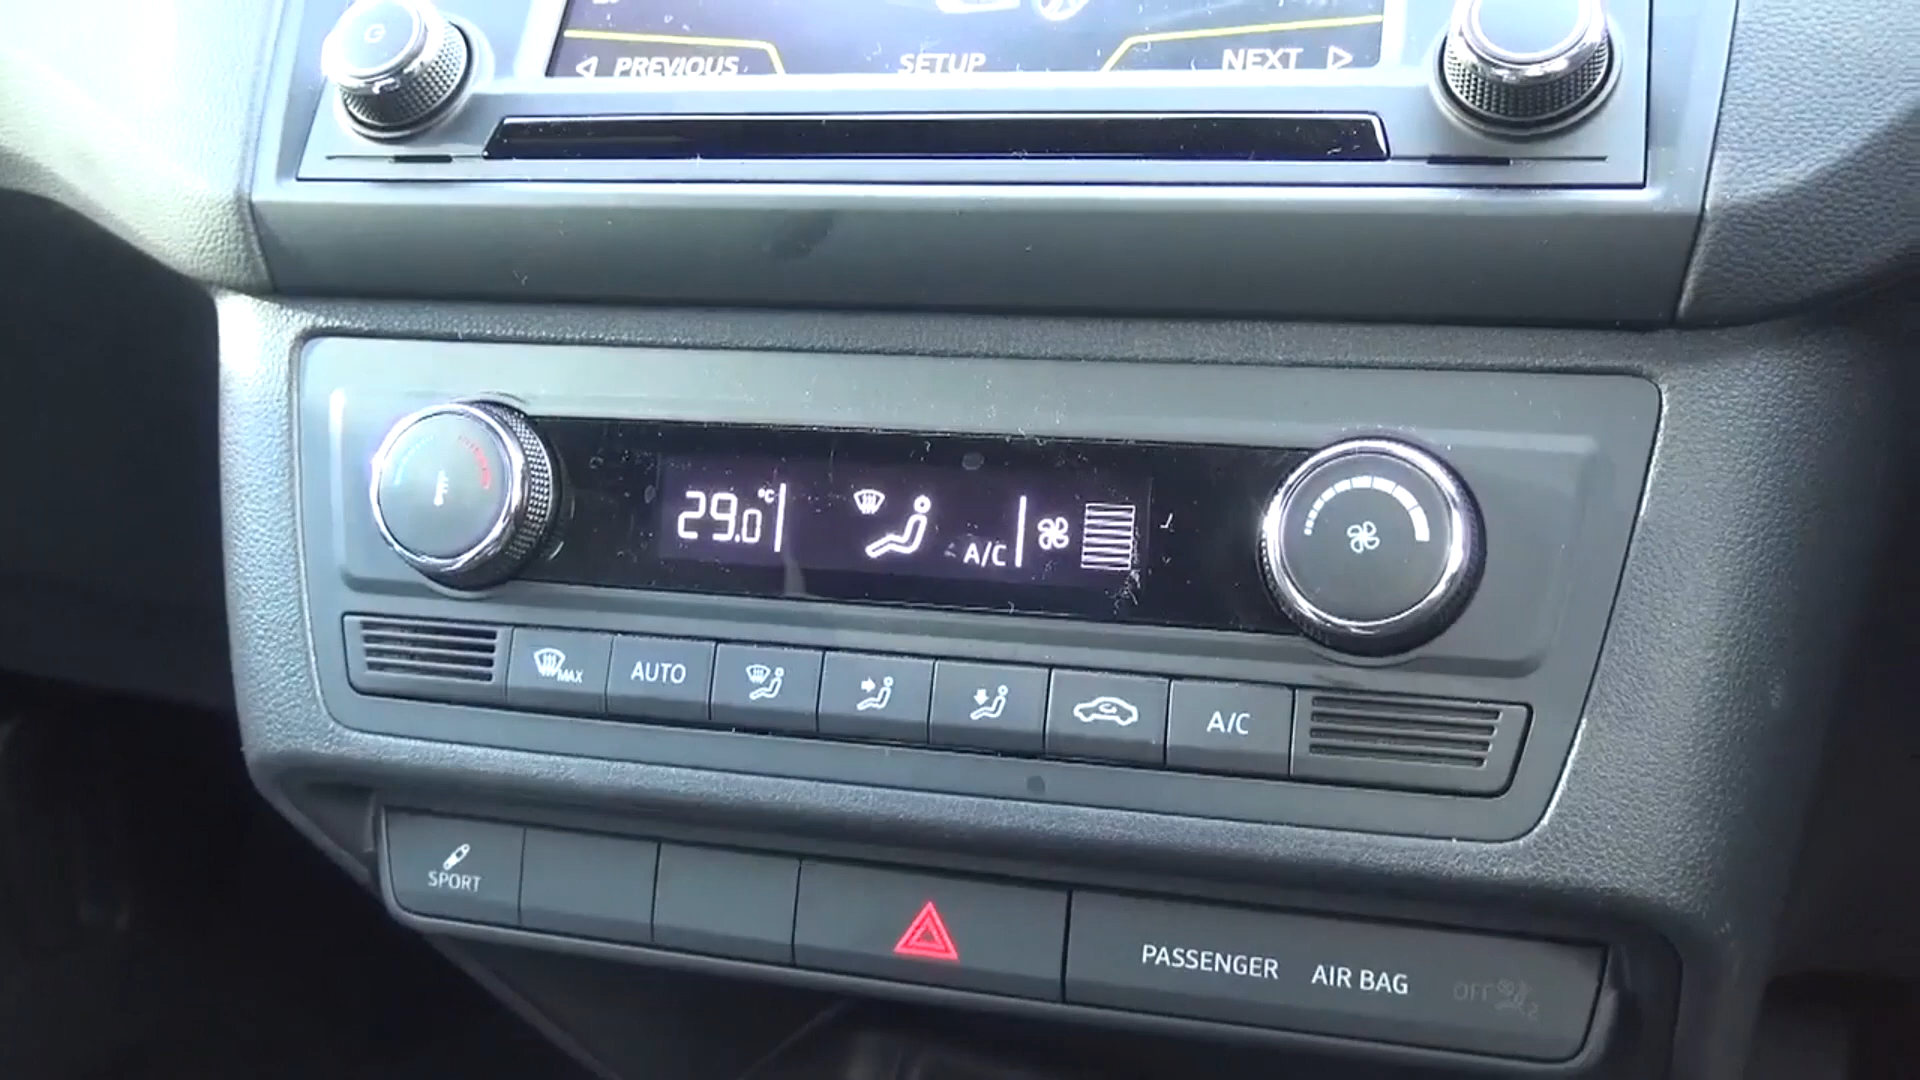 PREVIOUS SETUP NEXT
29.0 °C A/C
MAX AUTO A/C
SPORT
PASSENGER AIR BAG OFF